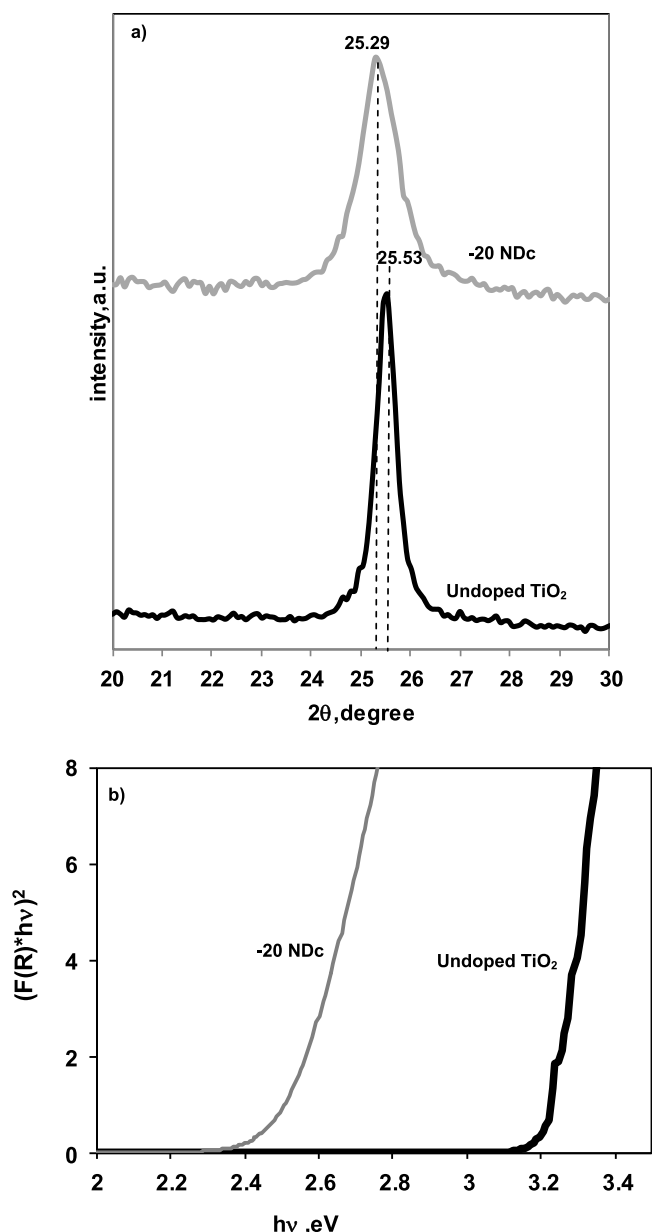 a)
25.29
-20 NDc
25.53
intensity,a.u.
Undoped TiO₂
20 21 22 23 24 25 26 27 28 29 30
2θ,degree
8
b)
6
-20 NDc
Undoped TiO₂
(F(R)*hν)²
4
2
0
2 2.2 2.4 2.6 2.8 3 3.2 3.4
hν ,eV